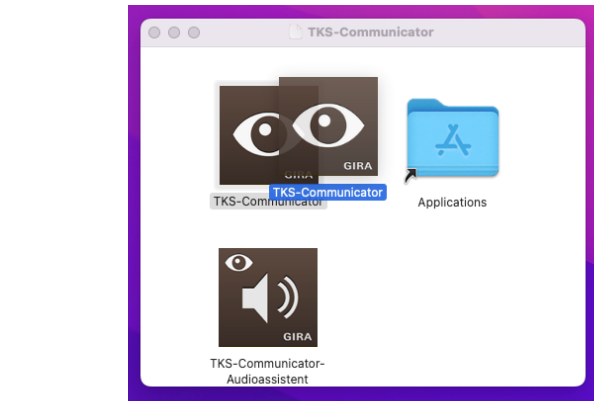 TKS-Communicator
GIRA
GIRA
TKS-Communicator
TKS-Communicator
Applications
GIRA
TKS-Communicator-
Audioassistent